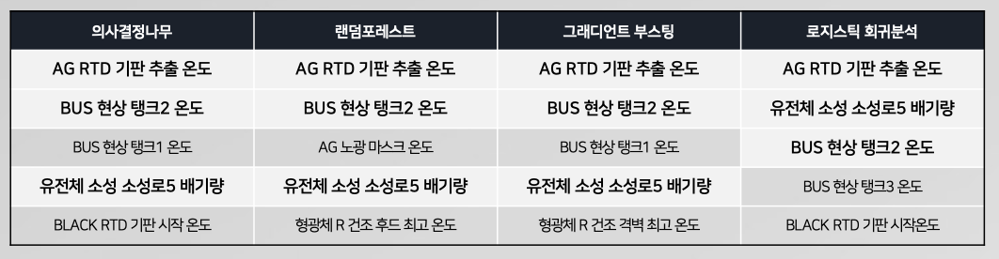 의사결정나무 랜덤포레스트 그래디언트 부스팅 로지스틱 회귀분석
AG RTD 기판 추출 온도 AG RTD 기판 추출 온도 AG RTD 기판 추출 온도 AG RTD 기판 추출 온도
BUS 현상 탱크2 온도 BUS 현상 탱크2 온도 BUS 현상 탱크2 온도 유전체 소성 소성로5 배기량
BUS 현상 탱크1 온도 AG 노광 마스크 온도 BUS 현상 탱크1 온도 BUS 현상 탱크2 온도
유전체 소성 소성로5 배기량 유전체 소성 소성로5 배기량 유전체 소성 소성로5 배기량 BUS 현상 탱크3 온도
BLACK RTD 기판 시작 온도 형광체 R 건조 후드 최고 온도 형광체 R 건조 격벽 최고 온도 BLACK RTD 기판 시작온도